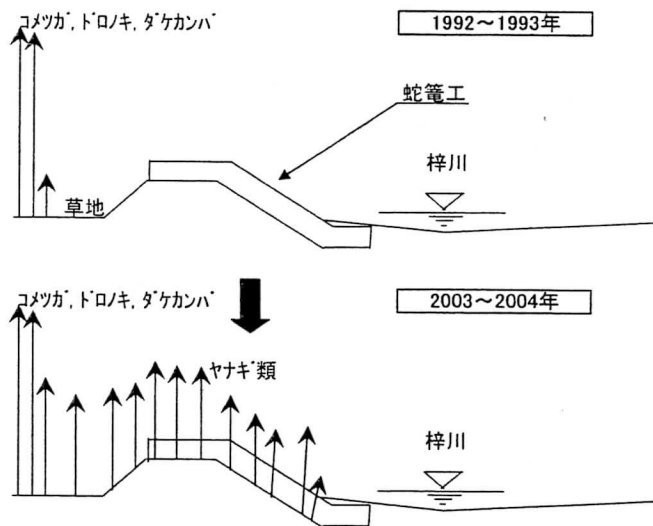 コメツガ, ドロノキ, ダケカンバ
1992~1993年
蛇篭工
梓川
草地
コメツガ, ドロノキ, ダケカンバ
2003~2004年
ヤナギ類
梓川